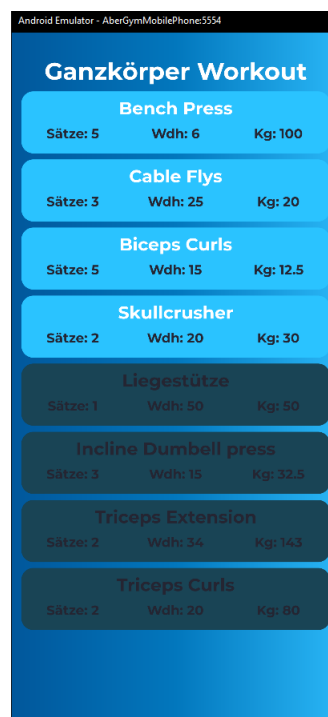 Android Emulator - AberGymMobilePhone:5554
Ganzkörper Workout
Bench Press
Sätze: 5 Wdh: 6 Kg: 100
Cable Flys
Sätze: 3 Wdh: 25 Kg: 20
Biceps Curls
Sätze: 5 Wdh: 15 Kg: 12.5
Skullcrusher
Sätze: 2 Wdh: 20 Kg: 30
Liegestütze
Sätze: 1 Wdh: 50 Kg: 50
Incline Dumbell press
Sätze: 3 Wdh: 15 Kg: 32.5
Triceps Extension
Sätze: 2 Wdh: 34 Kg: 143
Triceps Curls
Sätze: 2 Wdh: 20 Kg: 80